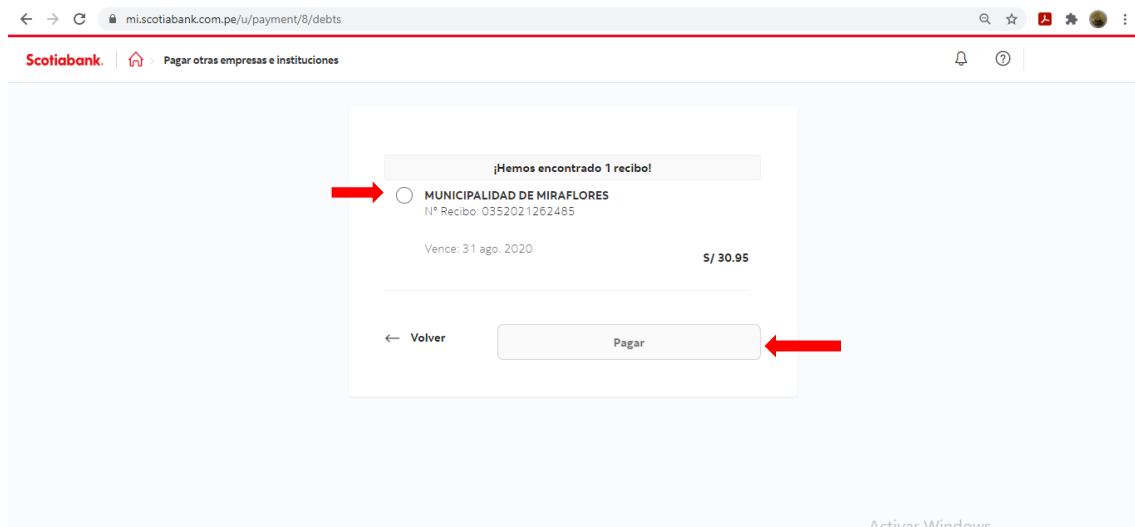 mi.scotiabank.com.pe/u/payment/8/debts
Scotiabank. Pagar otras empresas e instituciones
¡Hemos encontrado 1 recibo!
MUNICIPALIDAD DE MIRAFLORES
Nº Recibo: 0352021262485
Vence: 31 ago. 2020
S/ 30.95
Volver Pagar
Activar Windows